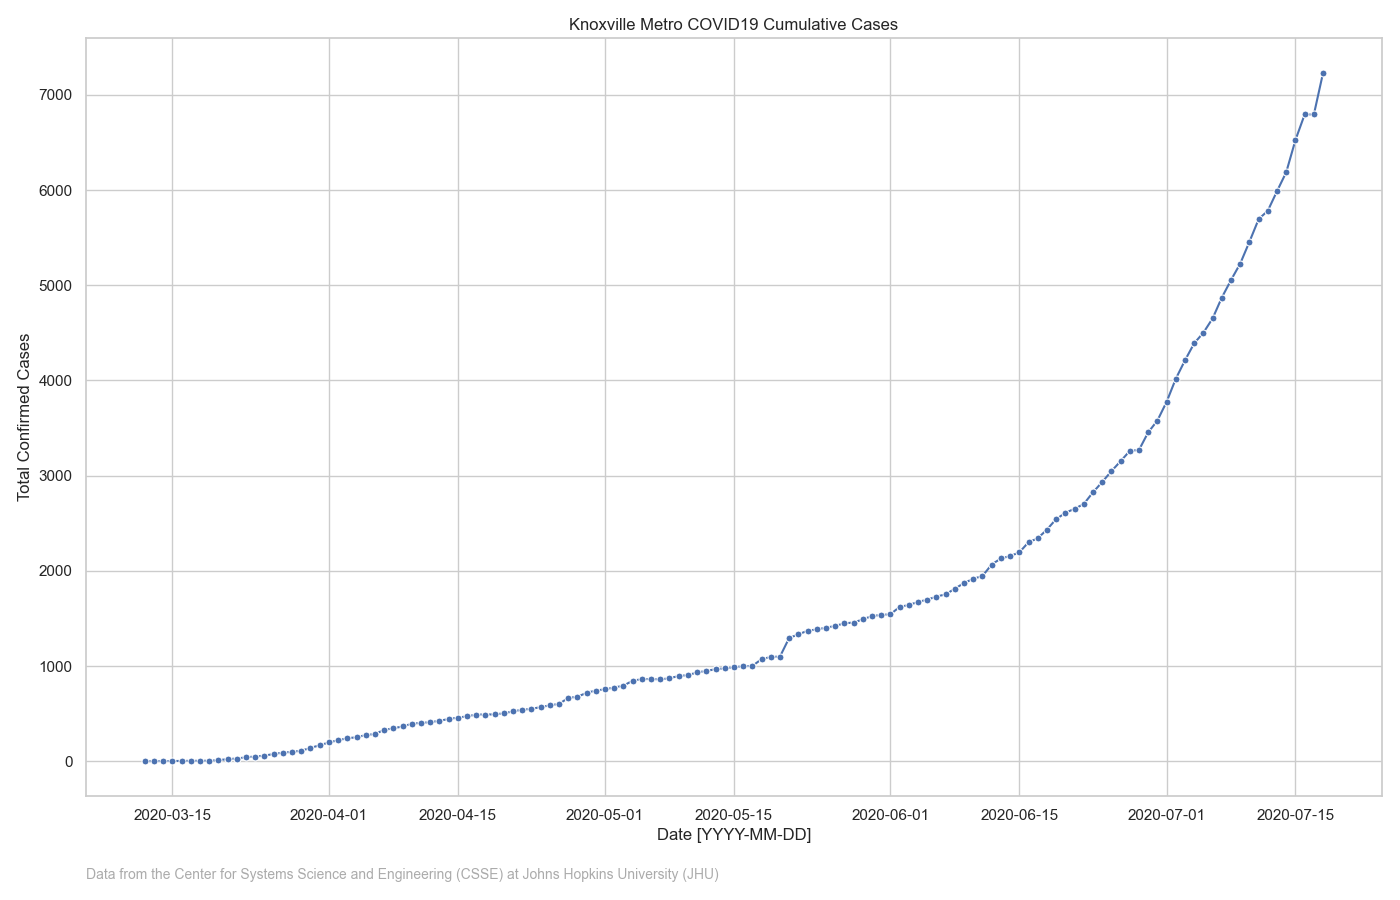 Knoxville Metro COVID19 Cumulative Cases
7000
6000
5000
4000
3000
2000
1000
0
Total Confirmed Cases
2020-03-15 2020-04-01 2020-04-15 2020-05-01 2020-05-15 2020-06-01 2020-06-15 2020-07-01 2020-07-15
Date [YYYY-MM-DD]
Data from the Center for Systems Science and Engineering (CSSE) at Johns Hopkins University (JHU)